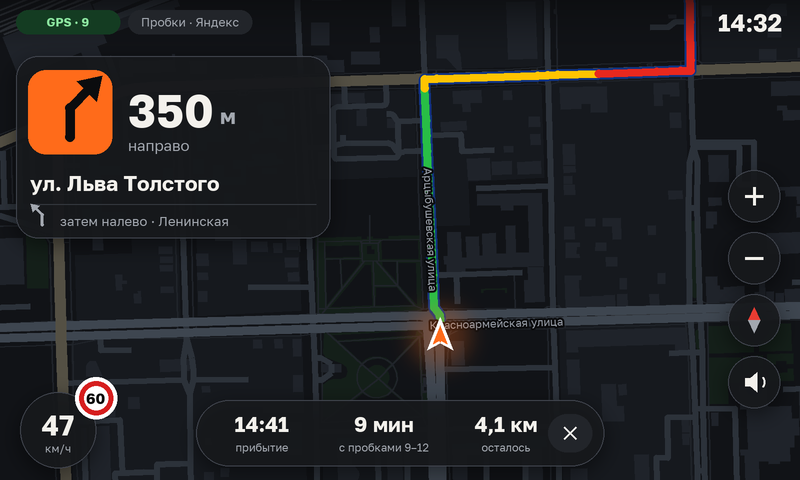 GPS · 9
Пробки · Яндекс
14:32
350 м
направо
ул. Льва Толстого
затем налево · Ленинская
Арцыбушевская улица
Красноармейская улица
60
47
км/ч
14:41
прибытие
9 мин
с пробками 9–12
4,1 км
осталось